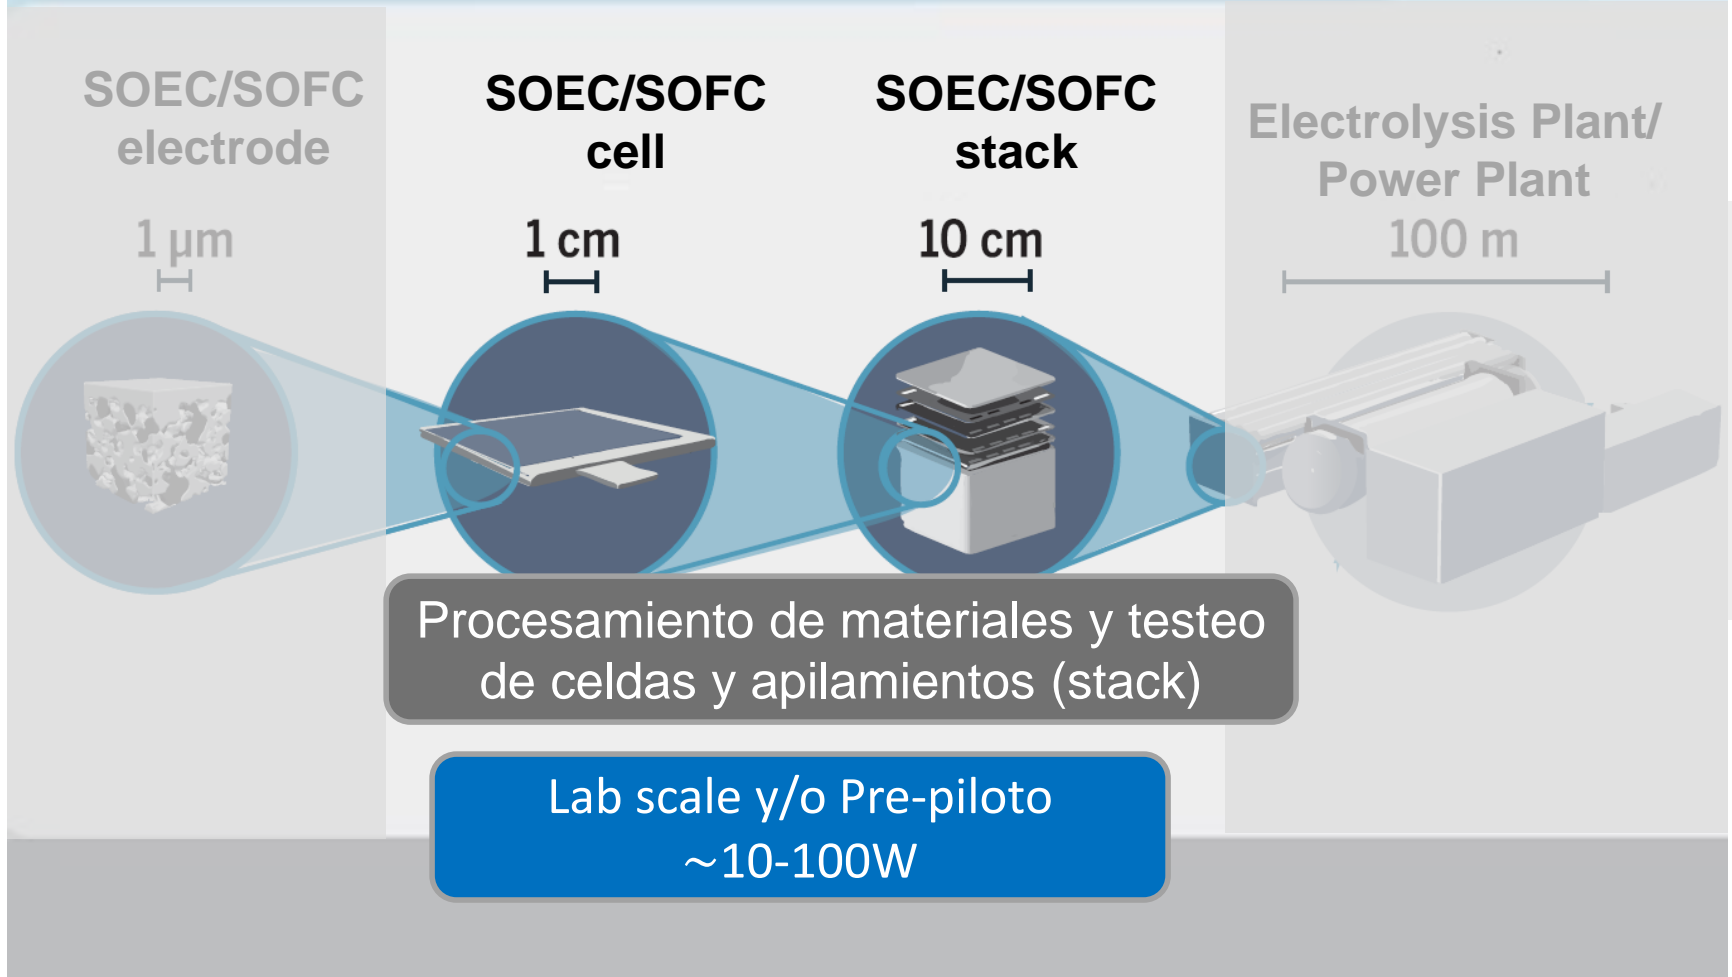 SOEC/SOFC
electrode
1 µm
SOEC/SOFC
cell
1 cm
SOEC/SOFC
stack
10 cm
Electrolysis Plant/
Power Plant
100 m
Procesamiento de materiales y testeo
de celdas y apilamientos (stack)
Lab scale y/o Pre-piloto
~10-100W